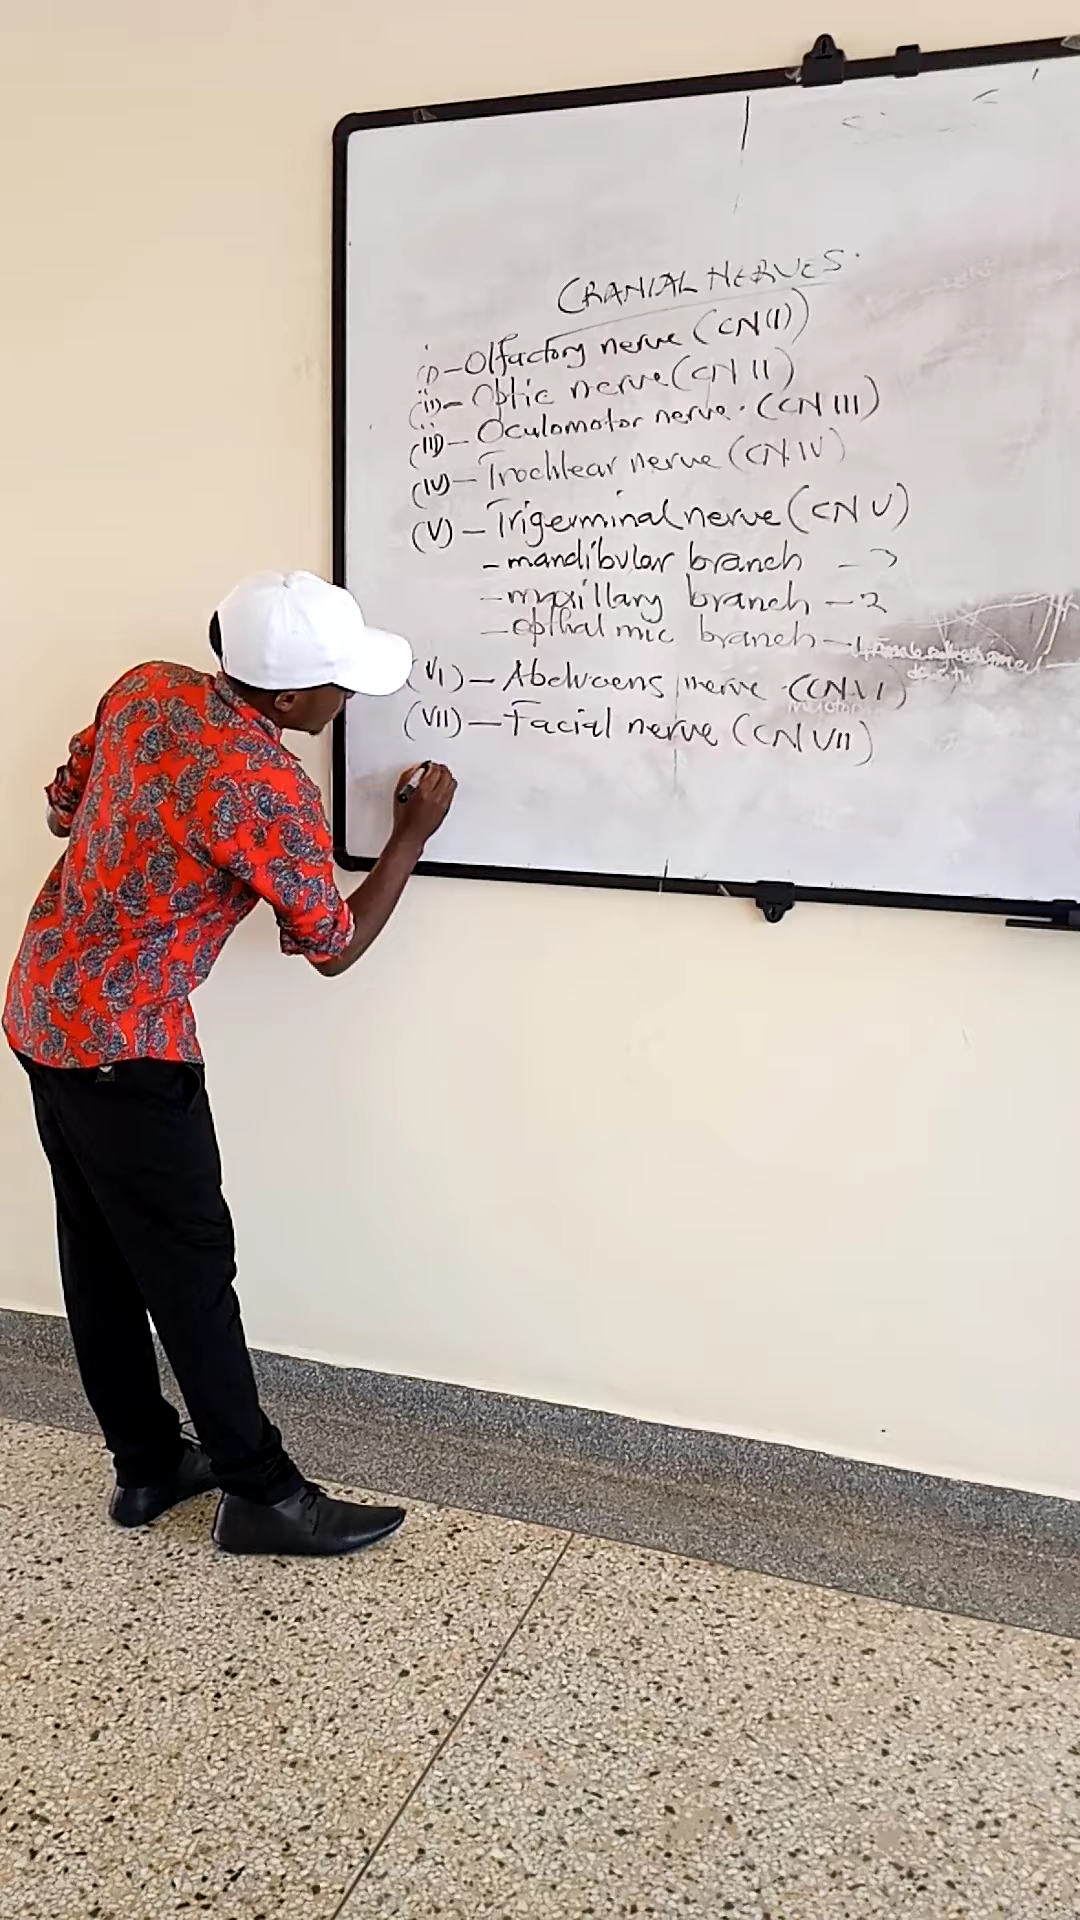 CRANIAL NERVES.
(i) - Olfactory nerve (CN(I)
(ii) - Optic nerve (CN II)
(iii) - Oculomotor nerve. (CN III)
(IV) - Trochlear nerve (CN IV)
(V) - Trigerminal nerve (CN V)
- mandibular branch - 3
- maxillary branch - 2
- opthalmic branch - 1
(VI) - Abducens nerve (CN VI)
(VII) - Facial nerve (CN VII)